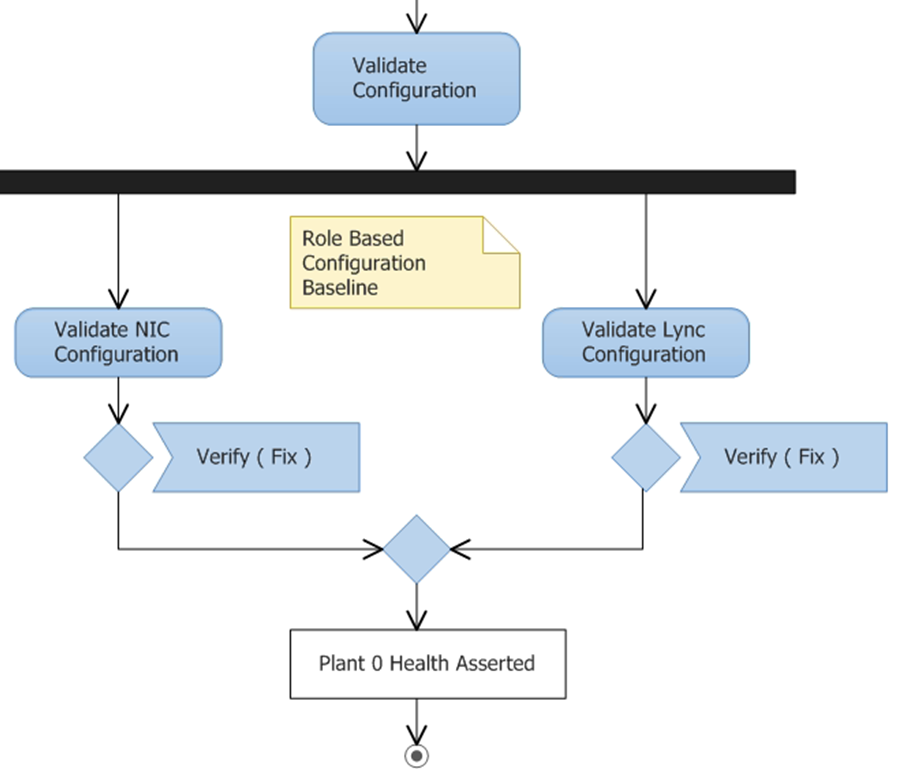 Validate
Configuration
Role Based
Configuration
Baseline
Validate NIC
Configuration
Validate Lync
Configuration
Verify ( Fix )
Verify ( Fix )
Plant 0 Health Asserted